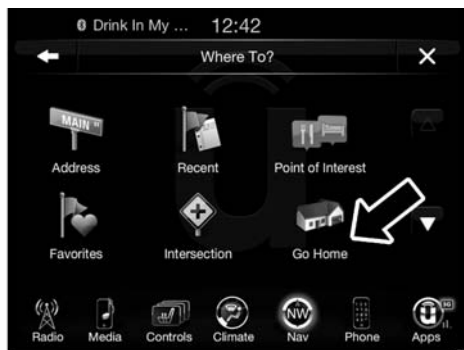 Drink In My ... 12:42
Where To?
MAIN ST
Address Recent Point of Interest
Favorites Intersection Go Home
NW
3G
Radio Media Controls Climate Nav Phone Apps